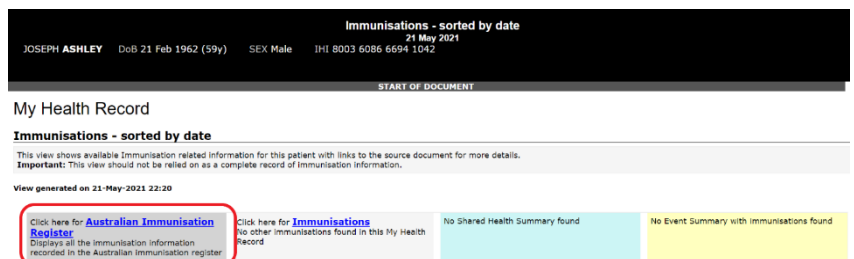 Immunisations - sorted by date
21 May 2021
JOSEPH ASHLEY DoB 21 Feb 1962 (59y) SEX Male IHI 8003 6086 6694 1042
START OF DOCUMENT
My Health Record
Immunisations - sorted by date
This view shows available Immunisation related information for this patient with links to the source document for more details.
Important: This view should not be relied on as a complete record of immunisation information.
View generated on 21-May-2021 22:20
Click here for Australian Immunisation
Register
Displays all the immunisation information
recorded in the Australian immunisation register
Click here for Immunisations
No other immunisations found in this My Health
Record
No Shared Health Summary found
No Event Summary with immunisations found